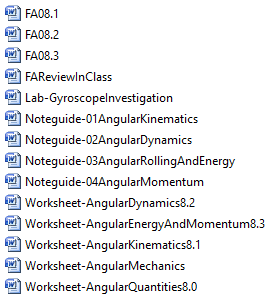 FA08.1
FA08.2
FA08.3
FAReviewInClass
Lab-GyroscopeInvestigation
Noteguide-01AngularKinematics
Noteguide-02AngularDynamics
Noteguide-03AngularRollingAndEnergy
Noteguide-04AngularMomentum
Worksheet-AngularDynamics8.2
Worksheet-AngularEnergyAndMomentum8.3
Worksheet-AngularKinematics8.1
Worksheet-AngularMechanics
Worksheet-AngularQuantities8.0